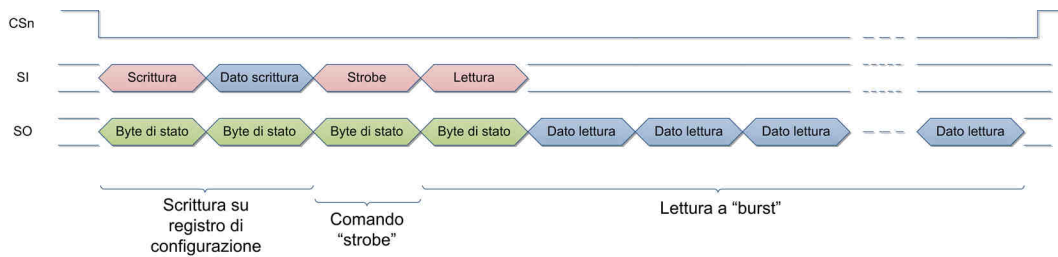 CSn
SI
Scrittura
Dato scrittura
Strobe
Lettura
SO
Byte di stato
Byte di stato
Byte di stato
Byte di stato
Dato lettura
Dato lettura
Dato lettura
Dato lettura
Scrittura su
registro di
configurazione
Comando
“strobe”
Lettura a “burst”